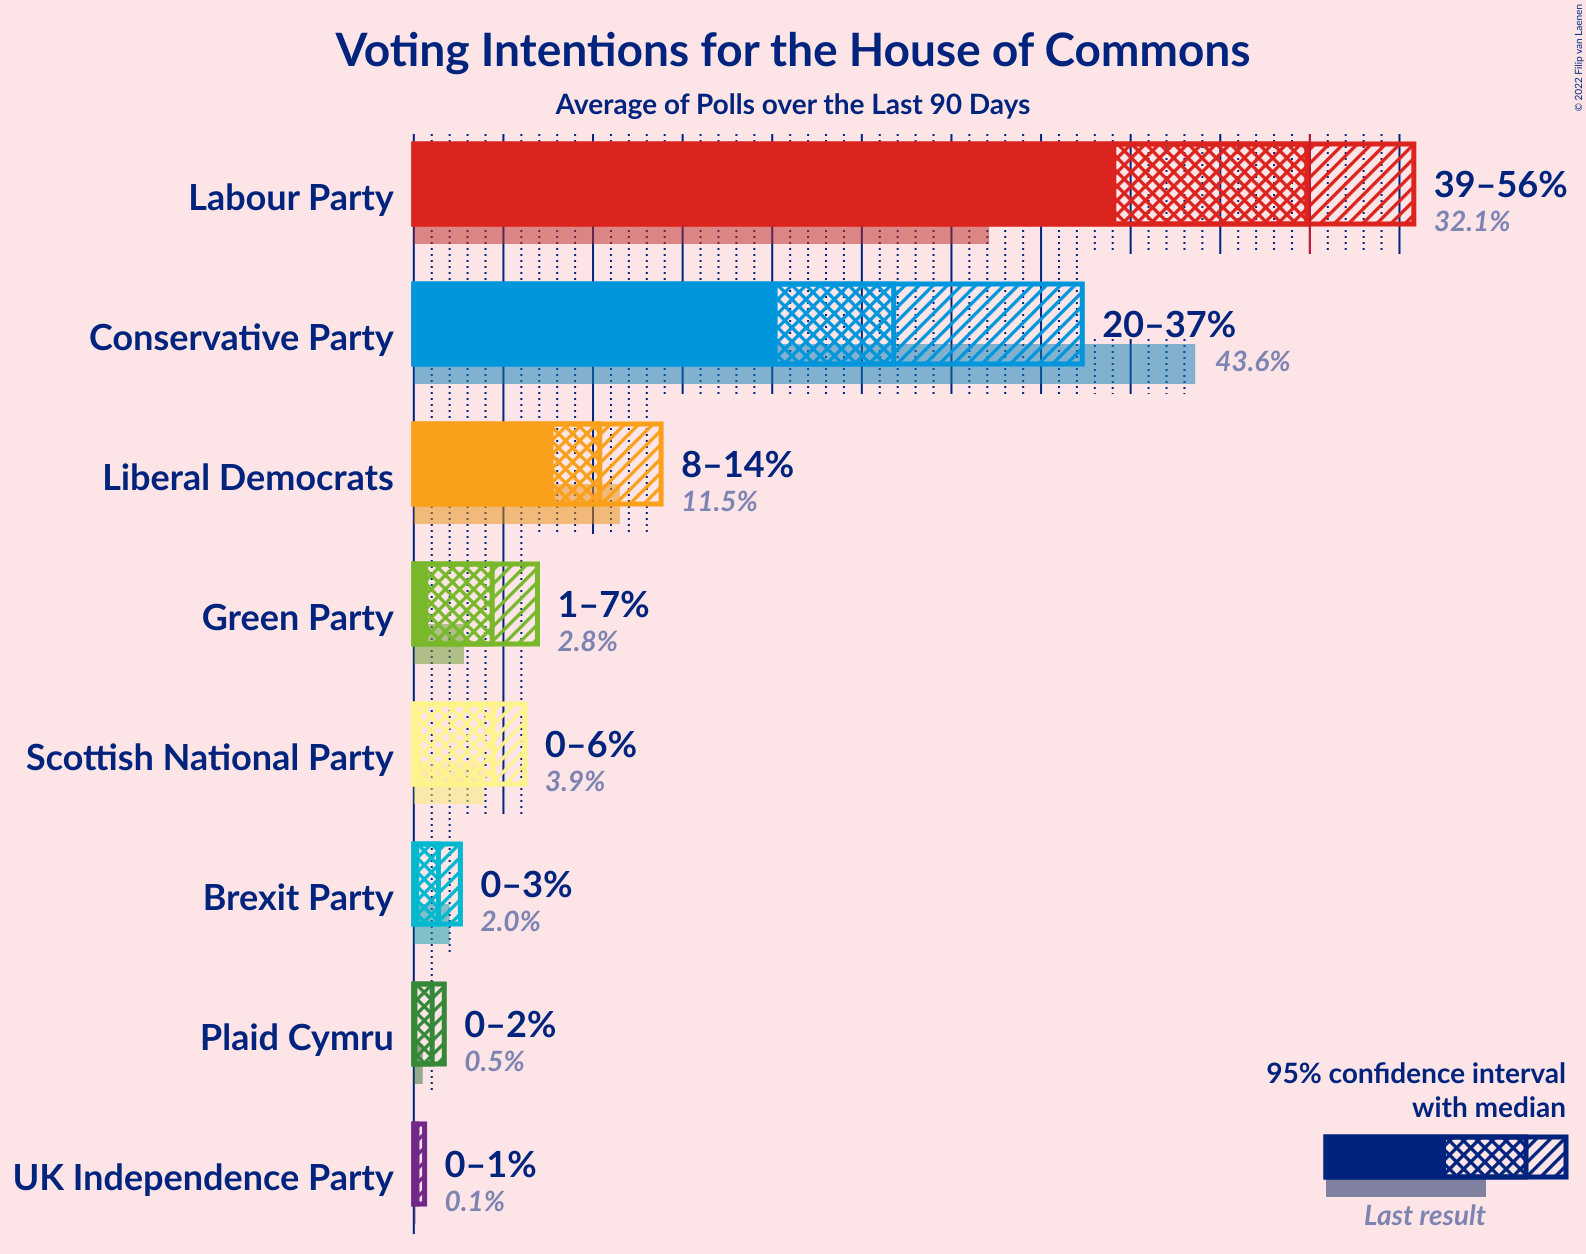 © 2022 Filip van Laenen
Voting Intentions for the House of Commons
Average of Polls over the Last 90 Days
Labour Party
39–56%
32.1%
Conservative Party
20–37%
43.6%
Liberal Democrats
8–14%
11.5%
Green Party
1–7%
2.8%
Scottish National Party
0–6%
3.9%
Brexit Party
0–3%
2.0%
Plaid Cymru
0–2%
0.5%
UK Independence Party
0–1%
0.1%
95% confidence interval
with median
Last result